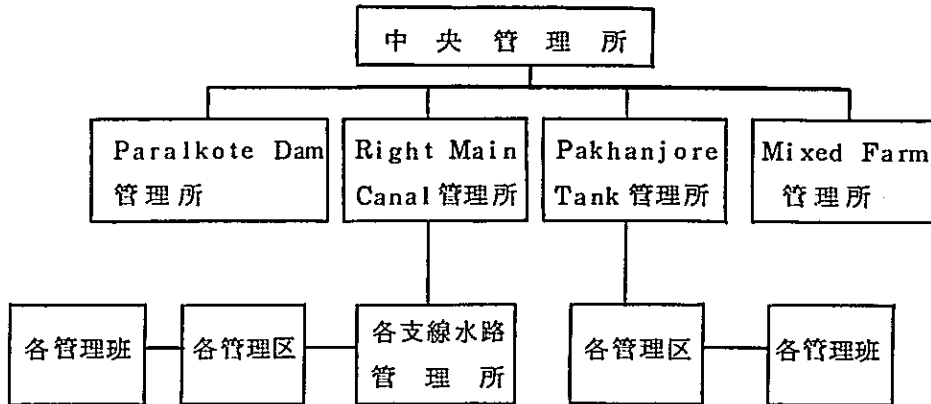 中央管理所
Paralkote Dam
管理所
Right Main
Canal管理所
Pakhanjore
Tank管理所
Mixed Farm
管理所
各管理班
各管理区
各支線水路
管理所
各管理区
各管理班